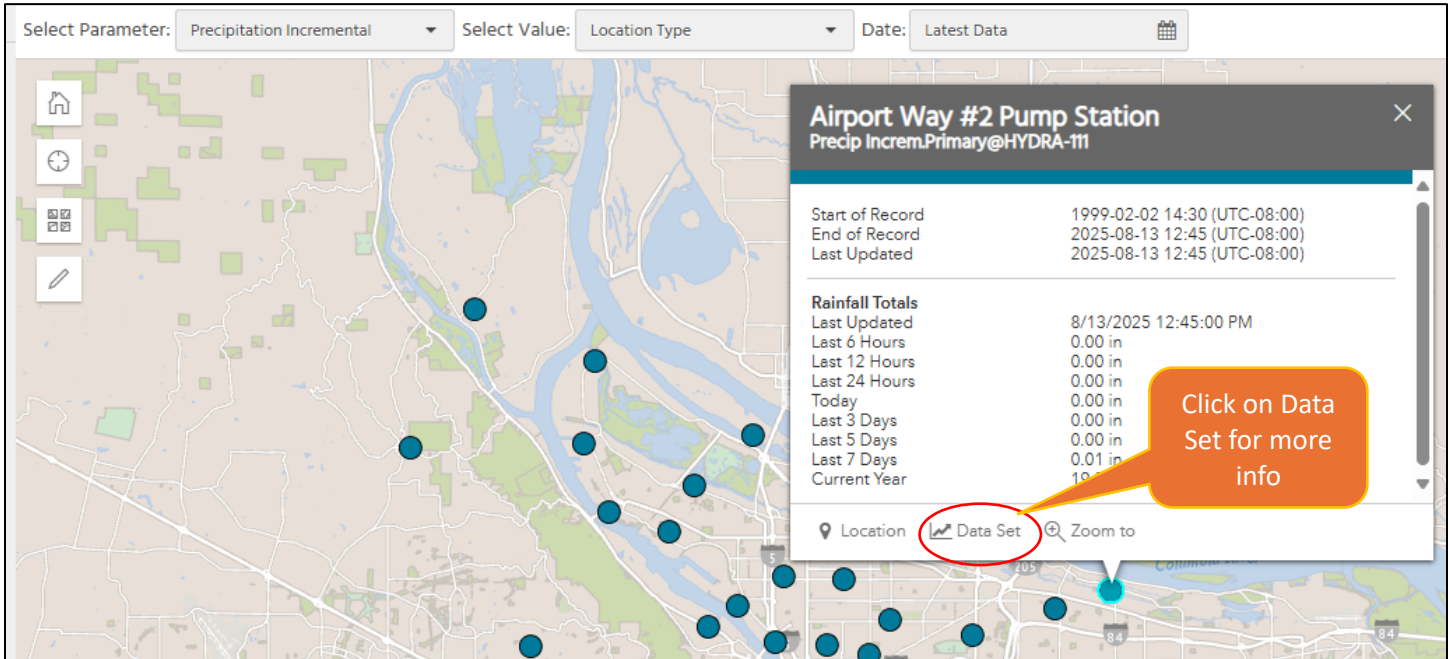 Select Parameter: Precipitation Incremental Select Value: Location Type Date: Latest Data
Airport Way #2 Pump Station
Precip Increm.Primary@HYDRA-111
Start of Record 1999-02-02 14:30 (UTC-08:00)
End of Record 2025-08-13 12:45 (UTC-08:00)
Last Updated 2025-08-13 12:45 (UTC-08:00)
Rainfall Totals
Last Updated 8/13/2025 12:45:00 PM
Last 6 Hours 0.00 in
Last 12 Hours 0.00 in
Last 24 Hours 0.00 in
Today 0.00 in
Last 3 Days 0.00 in
Last 5 Days 0.00 in
Last 7 Days 0.01 in
Current Year
Click on Data
Set for more
info
Location Data Set Zoom to
5
205
84
84